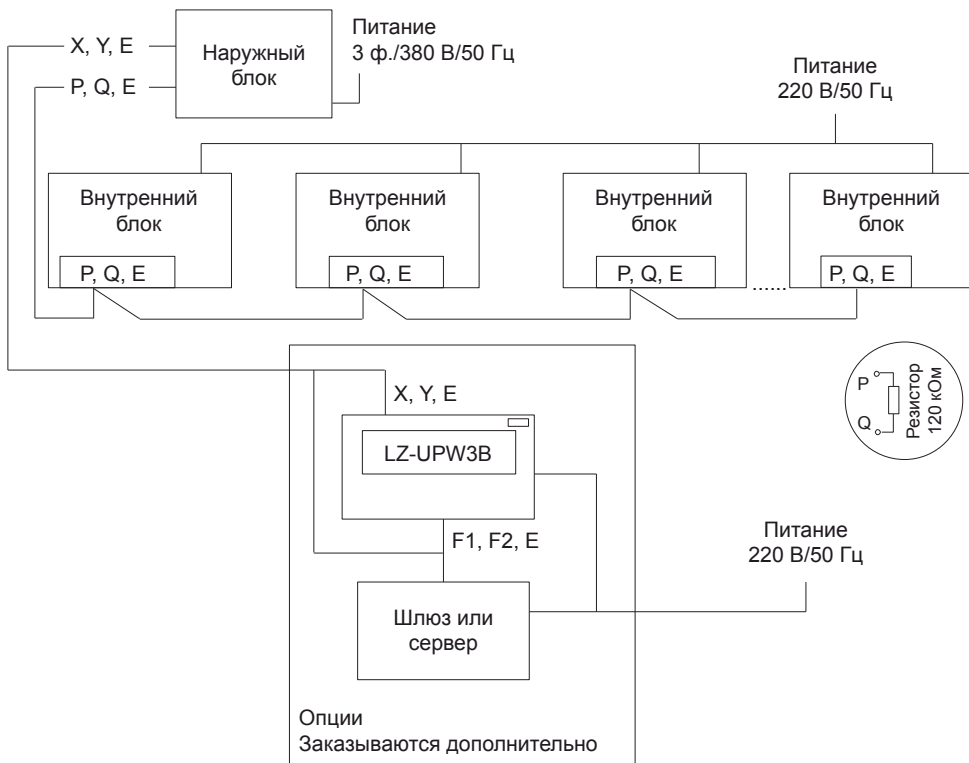 X, Y, E
P, Q, E
Наружный
блок
Питание
3 ф./380 В/50 Гц
Питание
220 В/50 Гц
Внутренний
блок
P, Q, E
Внутренний
блок
P, Q, E
Внутренний
блок
P, Q, E
......
Внутренний
блок
P, Q, E
X, Y, E
LZ-UPW3B
F1, F2, E
Шлюз или
сервер
Опции
Заказываются дополнительно
P
Q
Резистор
120 кОм
Питание
220 В/50 Гц